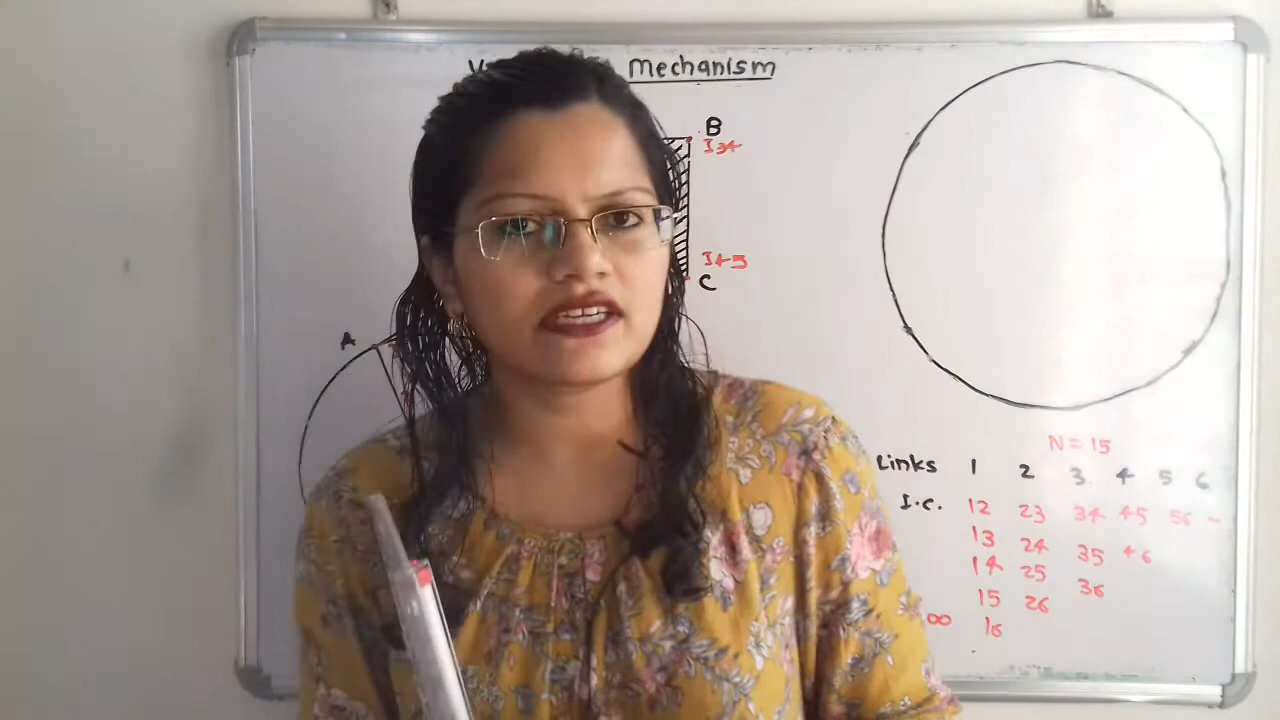 Mechanism
B
I34
I45
C
A
N = 15
Links 1 2 3 4 5 6
I.C. 12 23 34 45 56 -
13 24 35 46
14 25 36
15 26
∞ 16